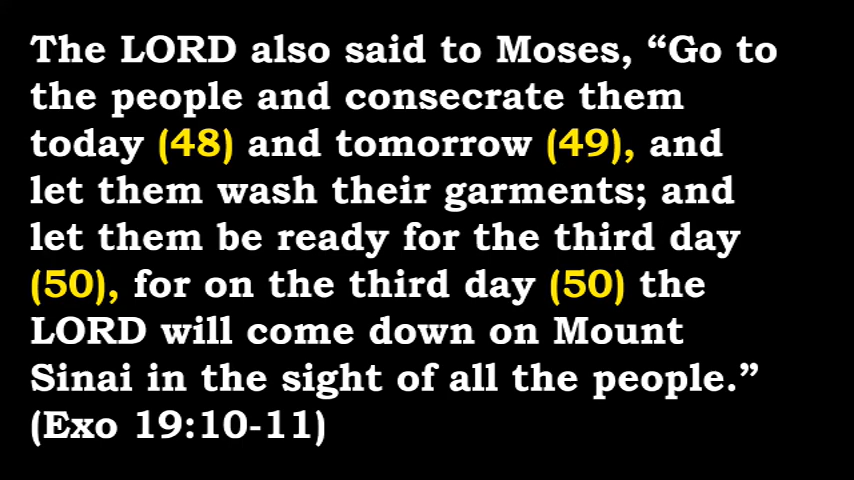 The LORD also said to Moses, “Go to
the people and consecrate them
today (48) and tomorrow (49), and
let them wash their garments; and
let them be ready for the third day
(50), for on the third day (50) the
LORD will come down on Mount
Sinai in the sight of all the people.”
(Exo 19:10-11)